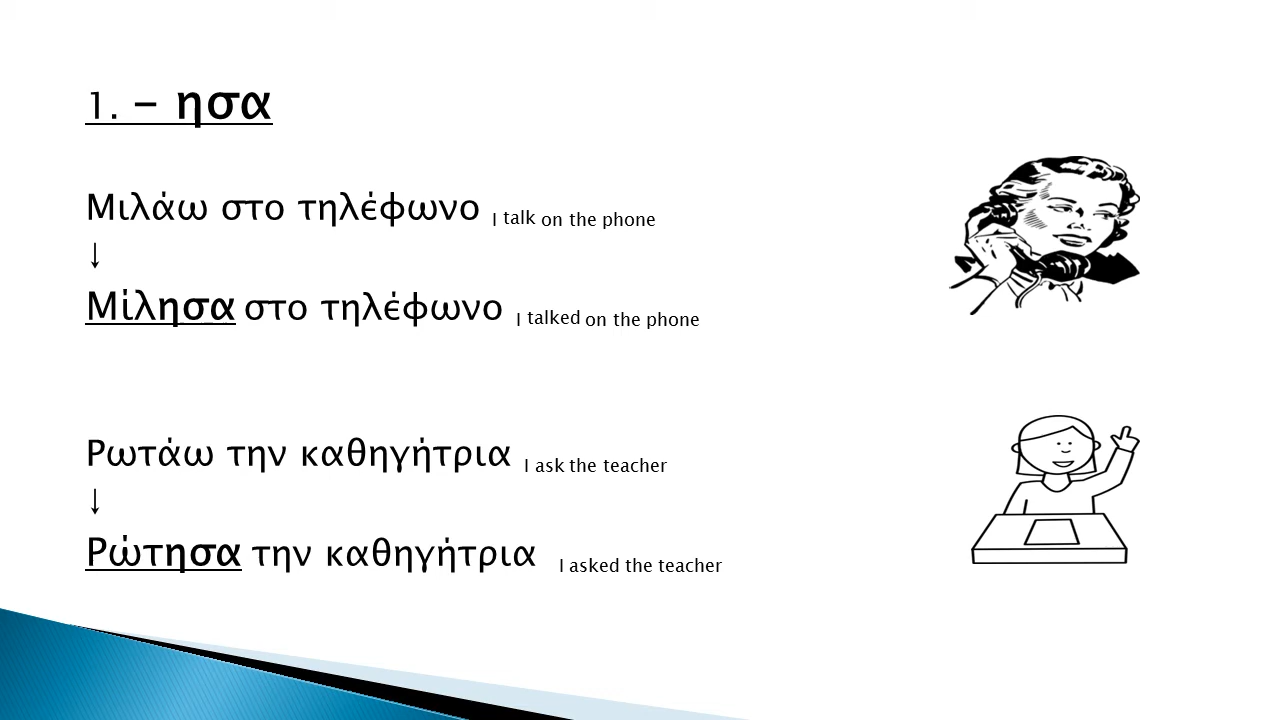 1. – ησα
Μιλάω στο τηλέφωνο I talk on the phone
↓
Μίλησα στο τηλέφωνο I talked on the phone
Ρωτάω την καθηγήτρια I ask the teacher
↓
Ρώτησα την καθηγήτρια I asked the teacher